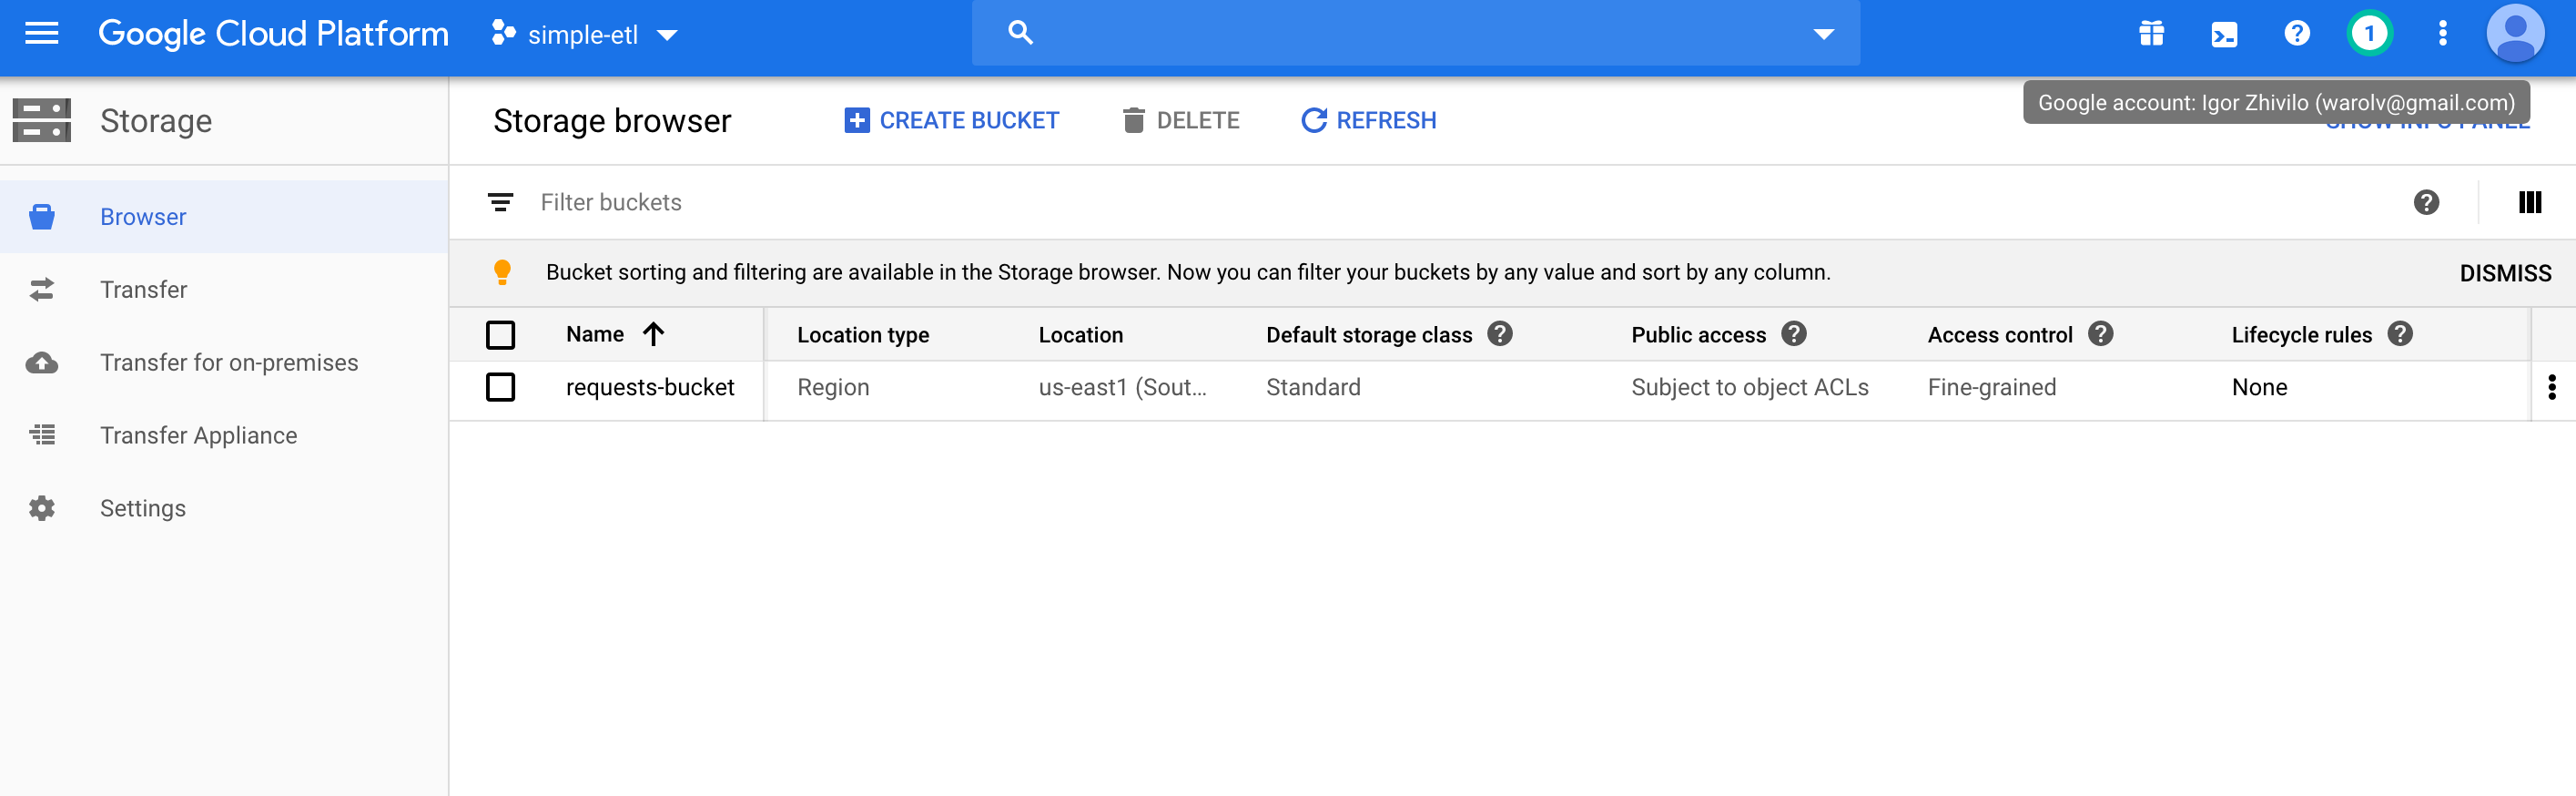 Google Cloud Platform simple-etl 1
Google account: Igor Zhivilo (warolv@gmail.com)
Storage
Storage browser CREATE BUCKET DELETE REFRESH SHOW INFO PANEL
Browser
Transfer
Transfer for on-premises
Transfer Appliance
Settings
Filter buckets
Bucket sorting and filtering are available in the Storage browser. Now you can filter your buckets by any value and sort by any column. DISMISS
Name Location type Location Default storage class Public access Access control Lifecycle rules
requests-bucket Region us-east1 (Sout... Standard Subject to object ACLs Fine-grained None